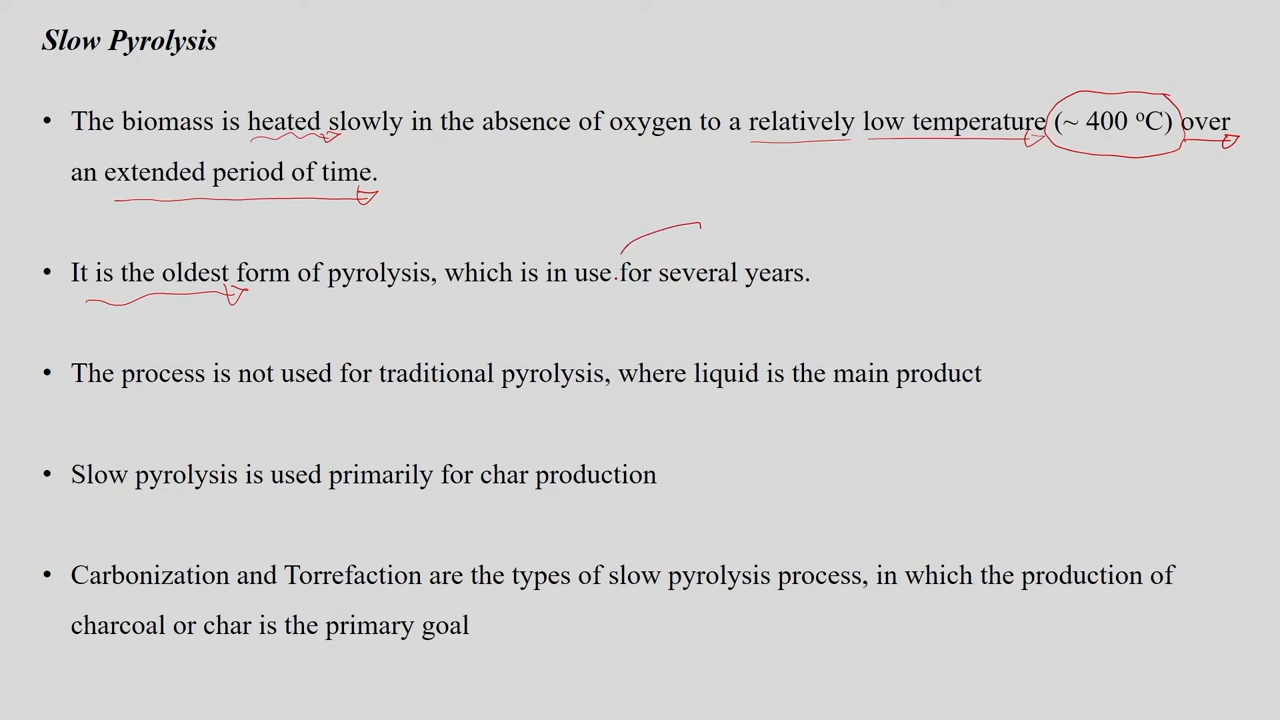 Slow Pyrolysis
• The biomass is heated slowly in the absence of oxygen to a relatively low temperature (~ 400 ᵒC) over
an extended period of time.
• It is the oldest form of pyrolysis, which is in use for several years.
• The process is not used for traditional pyrolysis, where liquid is the main product
• Slow pyrolysis is used primarily for char production
• Carbonization and Torrefaction are the types of slow pyrolysis process, in which the production of
charcoal or char is the primary goal